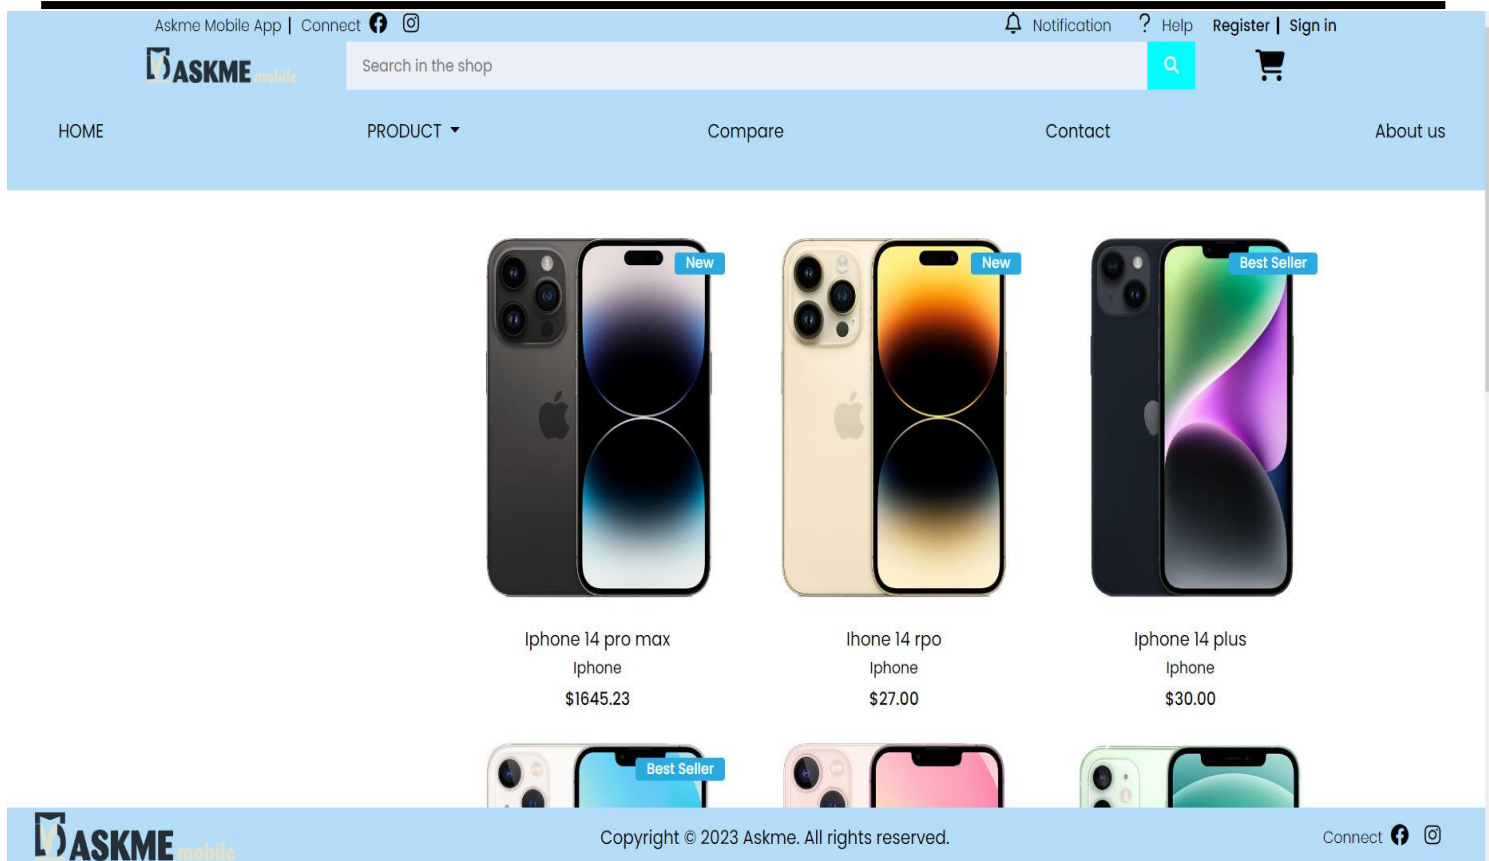 Askme Mobile App | Connect
Notification ? Help Register | Sign in
ASKME mobile
Search in the shop
HOME PRODUCT Compare Contact About us
New
New
Best Seller
Iphone 14 pro max
Iphone
$1645.23
Ihone 14 rpo
Iphone
$27.00
Iphone 14 plus
Iphone
$30.00
Best Seller
ASKME mobile
Copyright © 2023 Askme. All rights reserved.
Connect